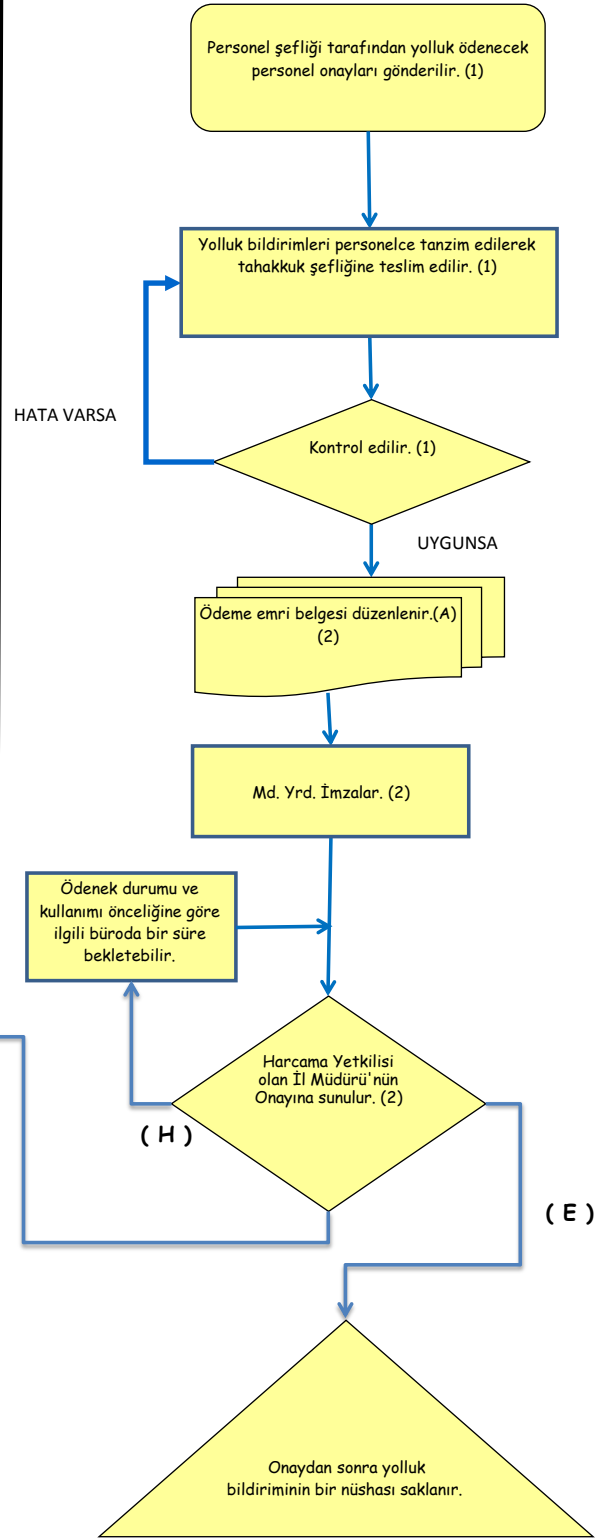 Personel şefliği tarafından yolluk ödenecek
personel onayları gönderilir. (1)
Yolluk bildirimleri personelce tanzim edilerek
tahakkuk şefliğine teslim edilir. (1)
HATA VARSA
Kontrol edilir. (1)
UYGUNSA
Ödeme emri belgesi düzenlenir.(A)
(2)
Md. Yrd. İmzalar. (2)
Ödenek durumu ve
kullanımı önceliğine göre
ilgili büroda bir süre
bekletebilir.
Harcama Yetkilisi
olan İl Müdürü'nün
Onayına sunulur. (2)
( H )
( E )
Onaydan sonra yolluk
bildiriminin bir nüshası saklanır.